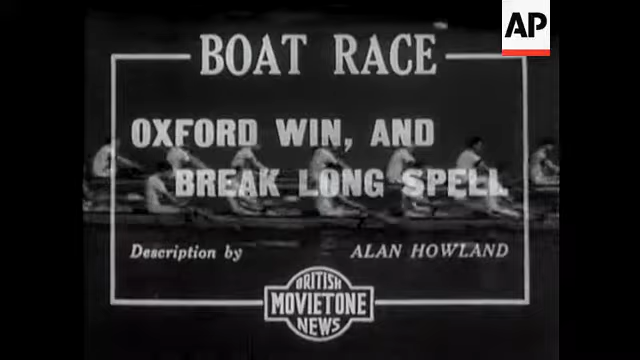 AP
BOAT RACE
OXFORD WIN, AND
BREAK LONG SPELL
Description by ALAN HOWLAND
BRITISH
MOVIETONE
NEWS